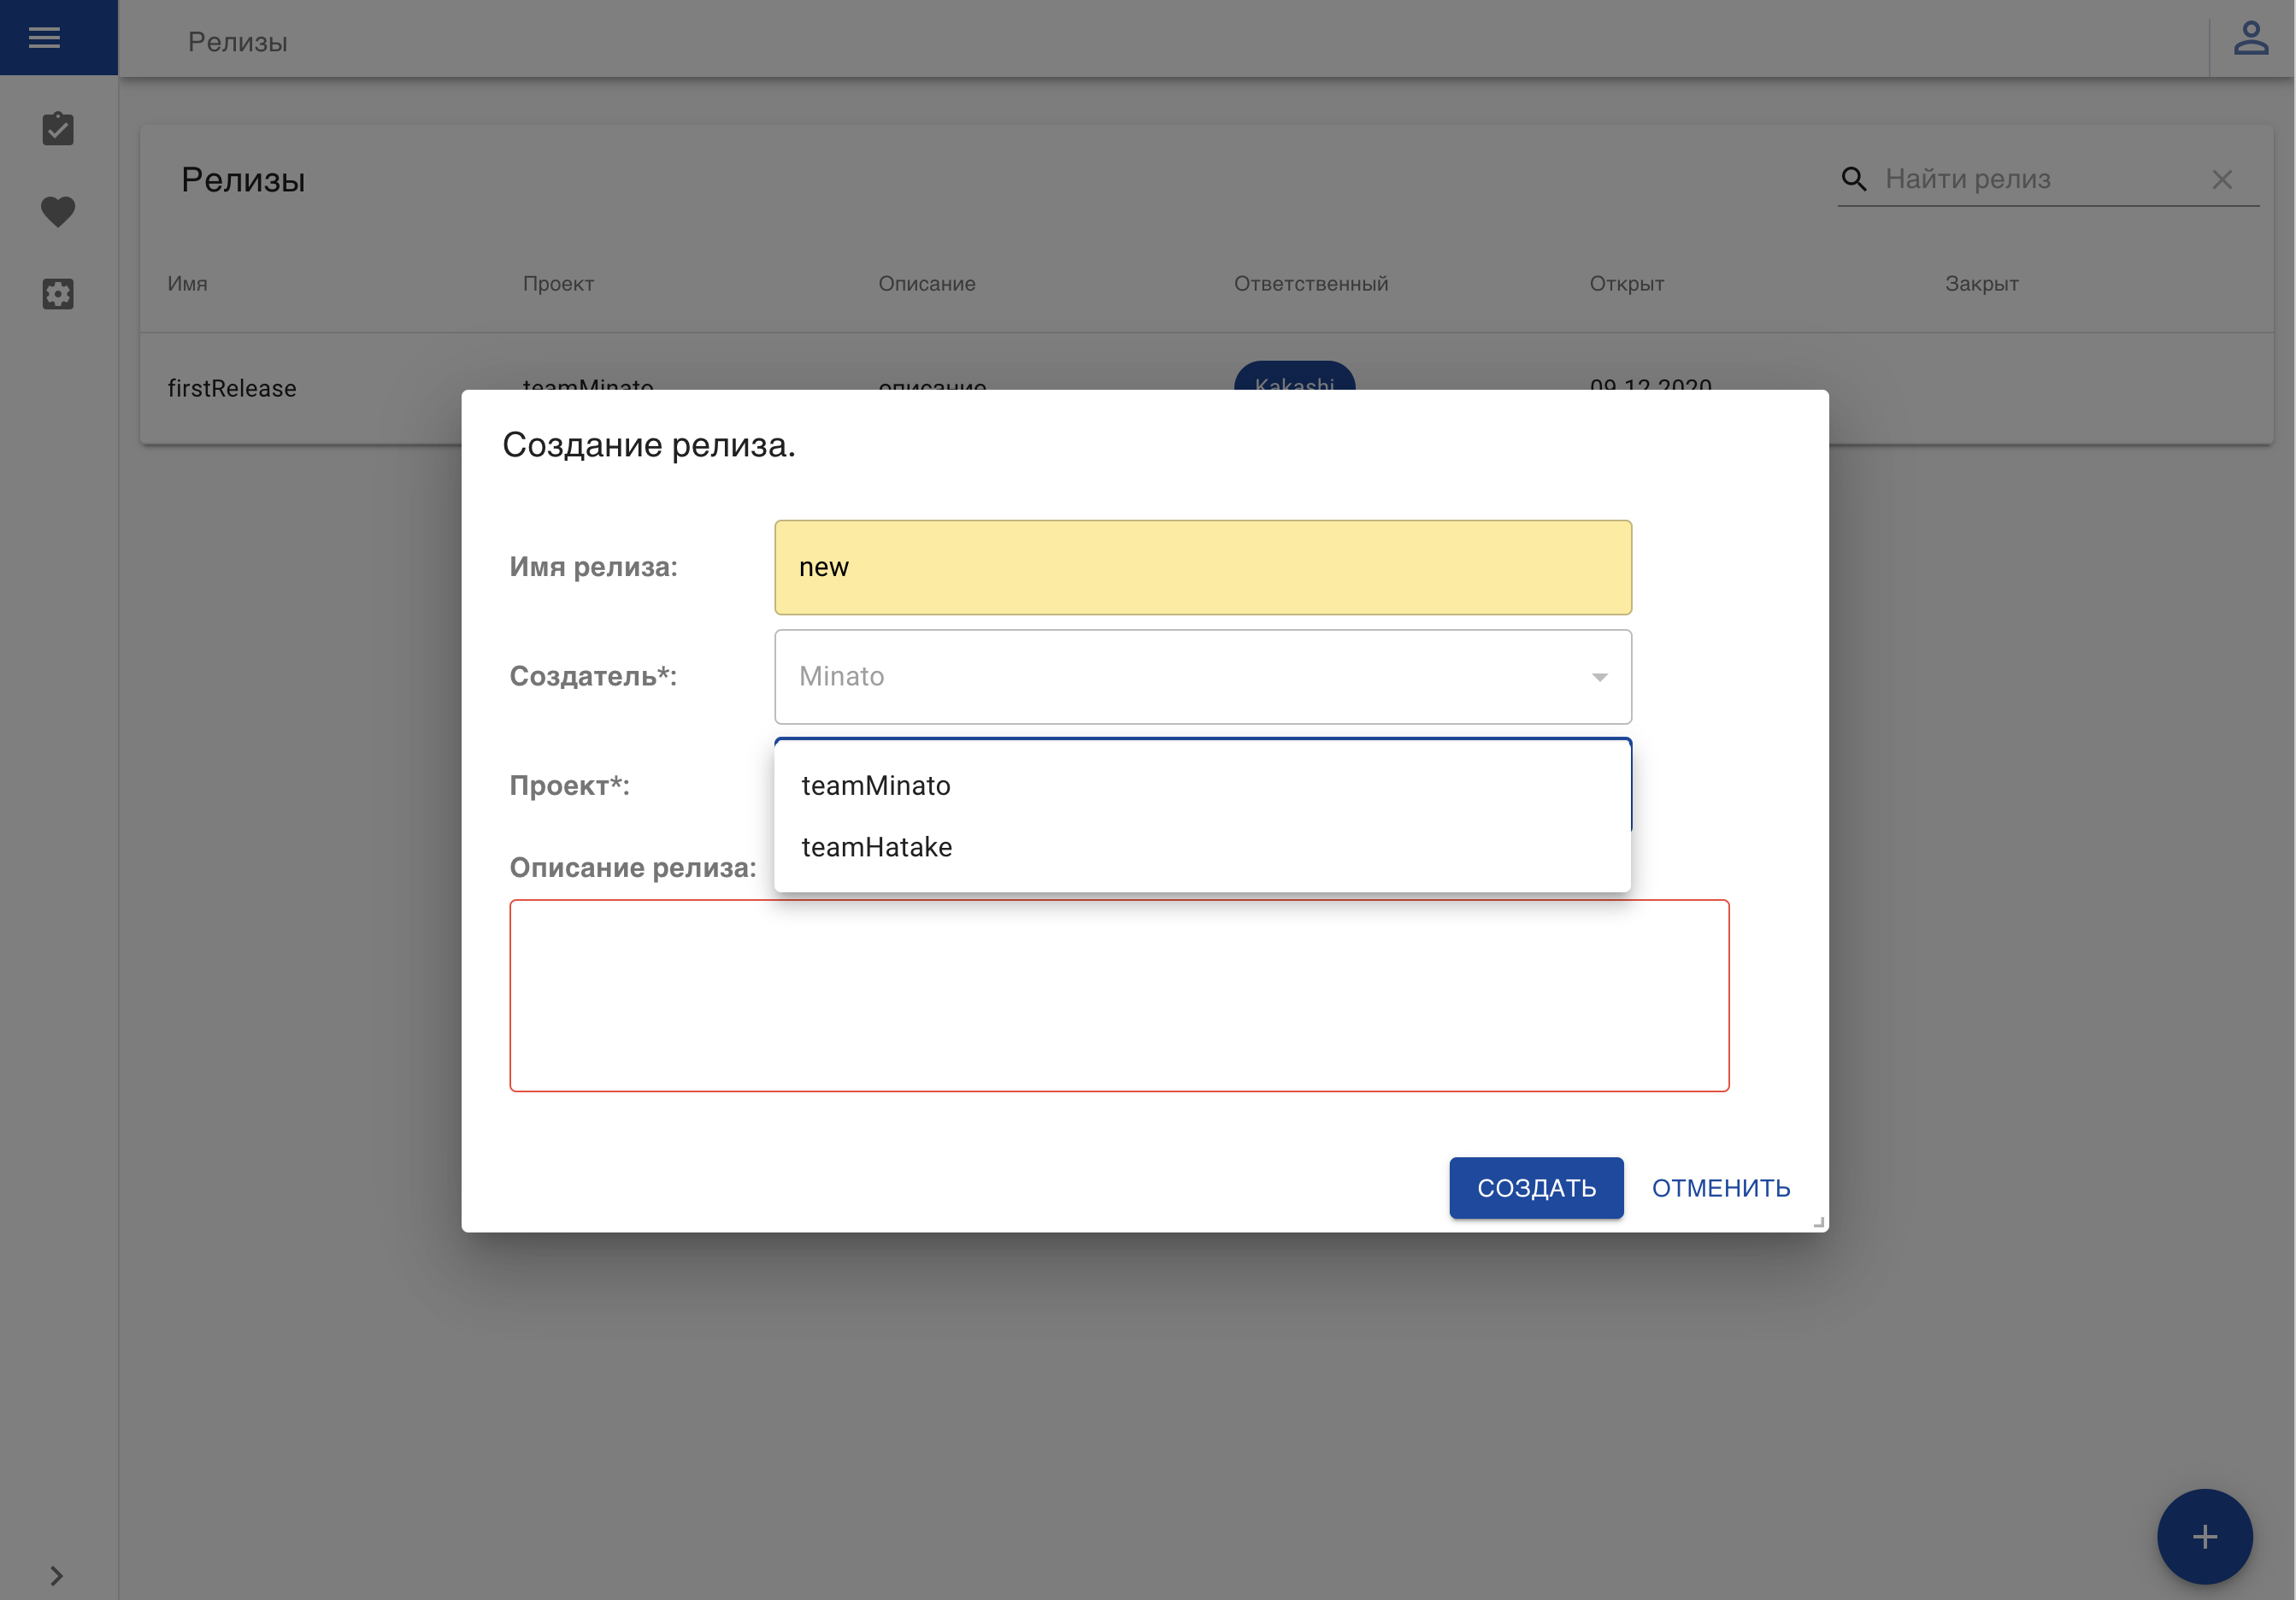 Релизы
Релизы
Найти релиз
Имя Проект Описание Ответственный Открыт Закрыт
firstRelease teamMinato описание Kakashi 09.12.2020
Создание релиза.
Имя релиза: new
Создатель*: Minato
Проект*: teamMinato
teamHatake
Описание релиза:
СОЗДАТЬ ОТМЕНИТЬ